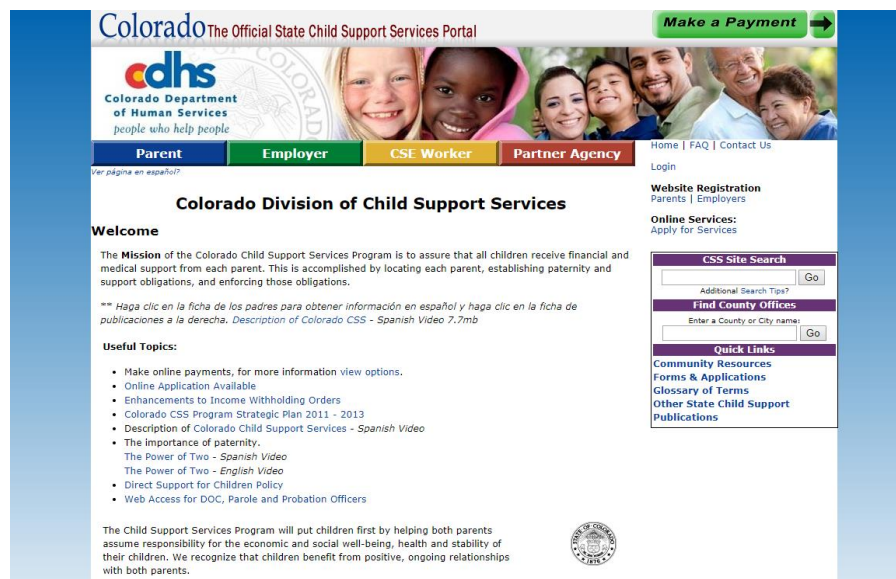 Colorado The Official State Child Support Services Portal
Make a Payment
cdhs
Colorado Department
of Human Services
people who help people
Parent
Employer
CSE Worker
Partner Agency
Home | FAQ | Contact Us
Login
Website Registration
Parents | Employers
Online Services:
Apply for Services
Ver página en español?
Colorado Division of Child Support Services
Welcome
The Mission of the Colorado Child Support Services Program is to assure that all children receive financial and
medical support from each parent. This is accomplished by locating each parent, establishing paternity and
support obligations, and enforcing those obligations.
** Haga clic en la ficha de los padres para obtener información en español y haga clic en la ficha de
publicaciones a la derecha. Description of Colorado CSS - Spanish Video 7.7mb
Useful Topics:
• Make online payments, for more information view options.
• Online Application Available
• Enhancements to Income Withholding Orders
• Colorado CSS Program Strategic Plan 2011 - 2013
• Description of Colorado Child Support Services - Spanish Video
• The importance of paternity.
The Power of Two - Spanish Video
The Power of Two - English Video
• Direct Support for Children Policy
• Web Access for DOC, Parole and Probation Officers
The Child Support Services Program will put children first by helping both parents
assume responsibility for the economic and social well-being, health and stability of
their children. We recognize that children benefit from positive, ongoing relationships
with both parents.
CSS Site Search
Go
Additional Search Tips?
Find County Offices
Enter a County or City name:
Go
Quick Links
Community Resources
Forms & Applications
Glossary of Terms
Other State Child Support
Publications
STATE OF COLORADO
1876